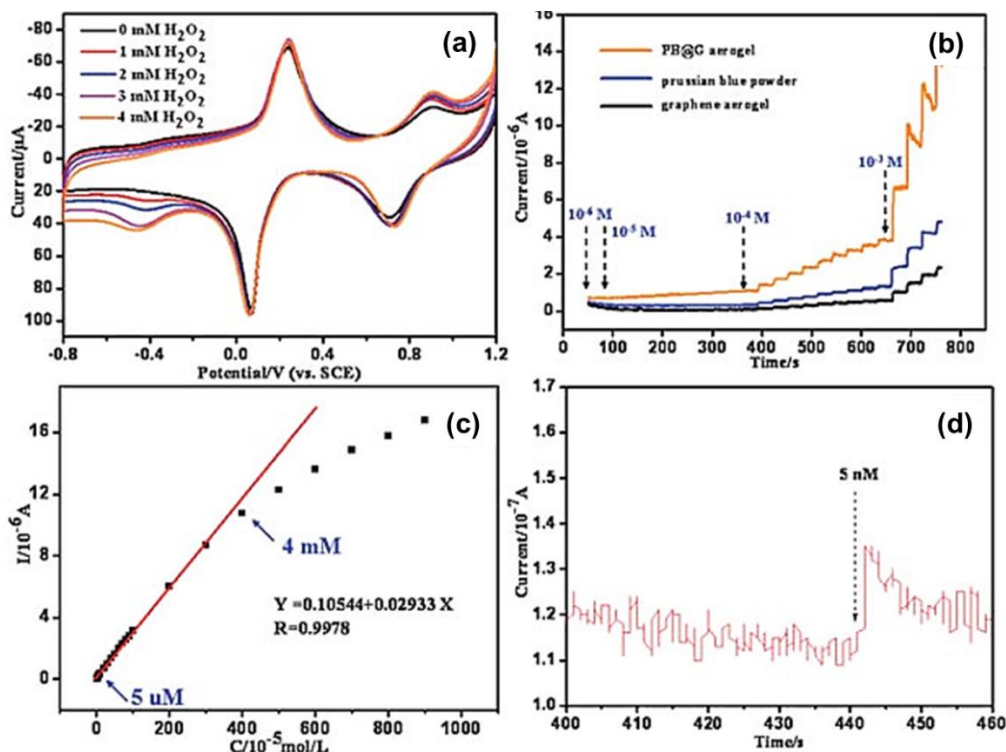 (a)
0 mM H₂O₂
1 mM H₂O₂
2 mM H₂O₂
3 mM H₂O₂
4 mM H₂O₂
Current/μA
-80
-60
-40
-20
0
20
40
60
80
100
-0.8
-0.4
0.0
0.4
0.8
1.2
Potential/V (vs. SCE)
(b)
PB@G aerogel
prussian blue powder
graphene aerogel
10⁻⁶ M
10⁻⁵ M
10⁻⁴ M
10⁻³ M
Current/10⁻⁶A
14
12
10
8
6
4
2
0
0
100
200
300
400
500
600
700
800
Time/s
(c)
4 mM
Y =0.10544+0.02933 X
R=0.9978
5 uM
I/10⁻⁶A
16
12
8
4
0
0
200
400
600
800
1000
C/10⁻⁵mol/L
(d)
5 nM
Current/10⁻⁷A
1.7
1.6
1.5
1.4
1.3
1.2
1.1
1.0
400
410
420
430
440
450
460
Time/s